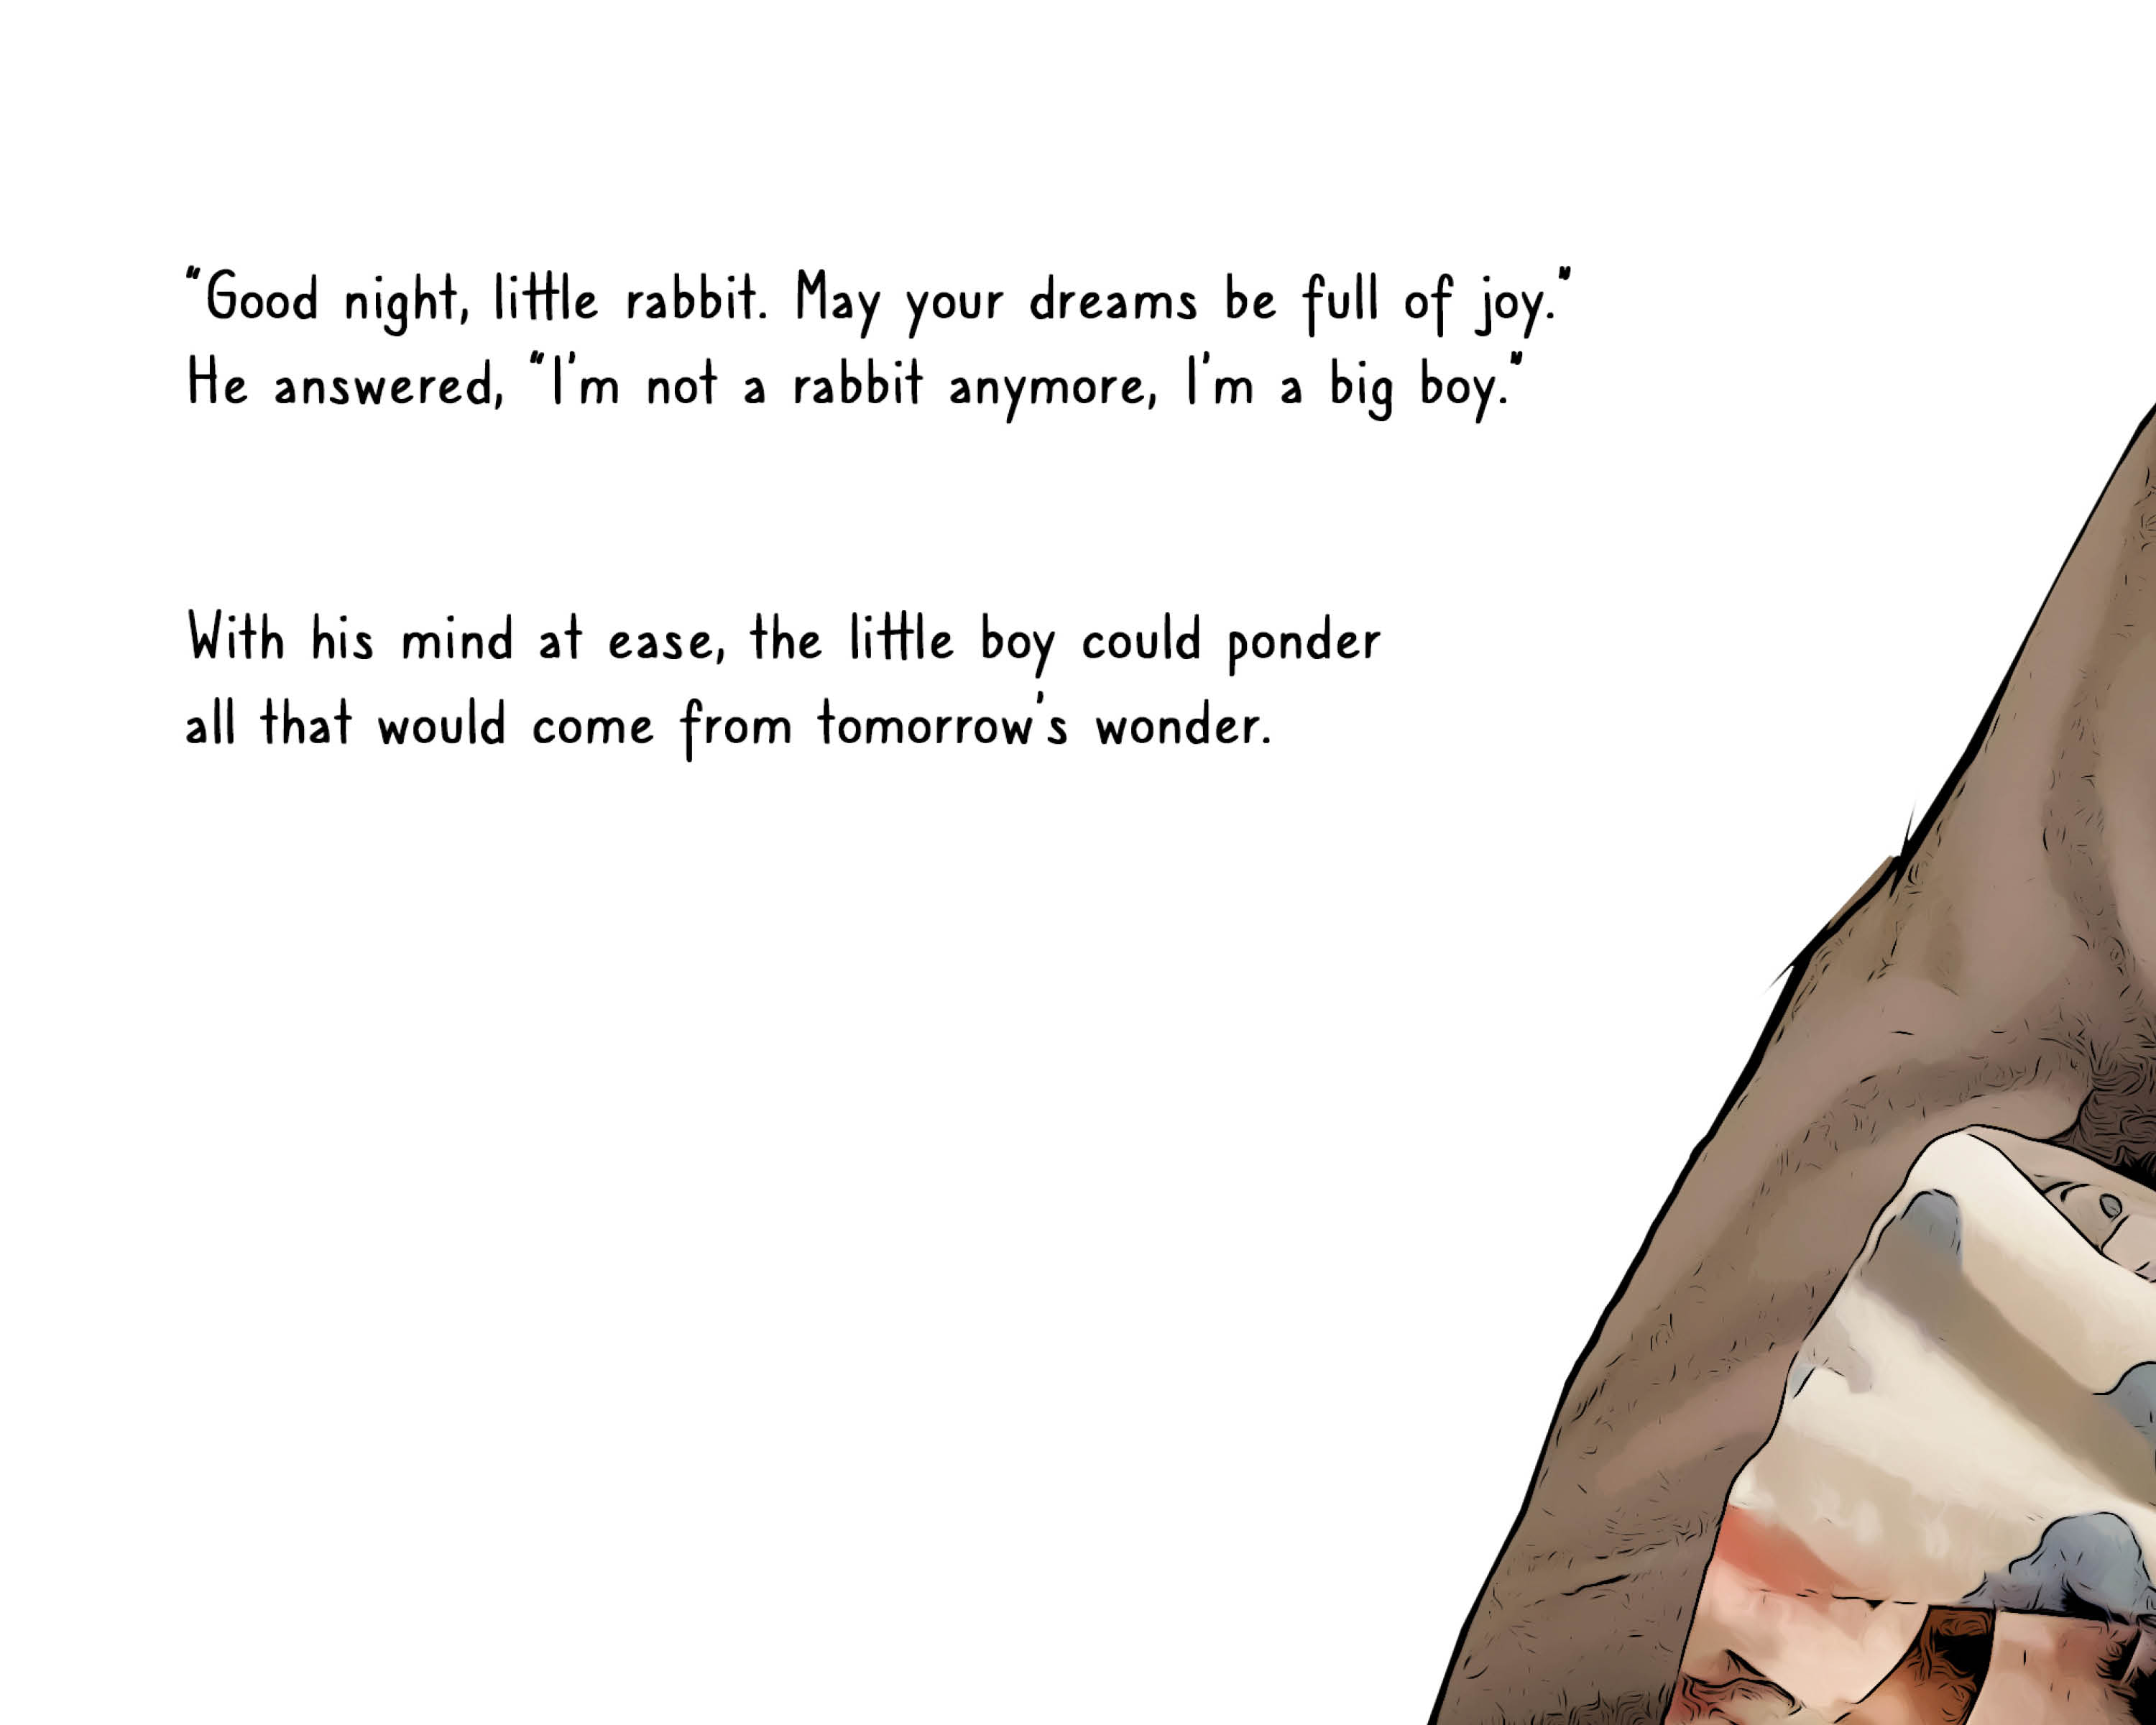 "Good night, little rabbit. May your dreams be full of joy."
He answered, "I'm not a rabbit anymore, I'm a big boy."
With his mind at ease, the little boy could ponder
all that would come from tomorrow's wonder.